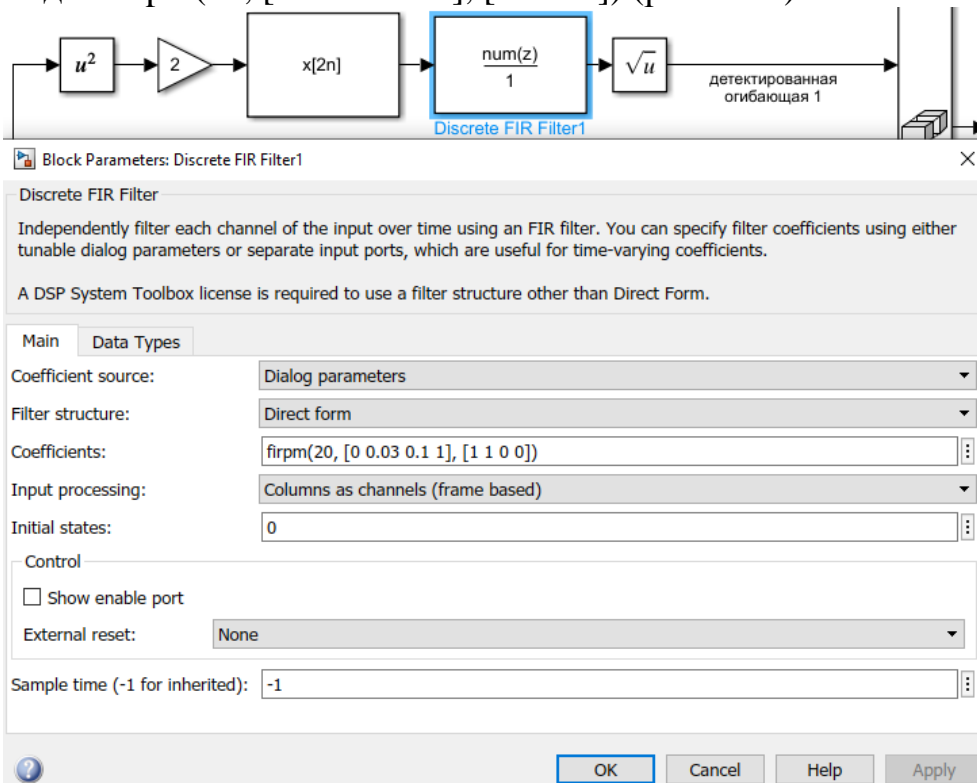 u²
2
x[2n]
num(z)
1
√u
детектированная
огибающая 1
Discrete FIR Filter1
Block Parameters: Discrete FIR Filter1
Discrete FIR Filter
Independently filter each channel of the input over time using an FIR filter. You can specify filter coefficients using either
tunable dialog parameters or separate input ports, which are useful for time-varying coefficients.
A DSP System Toolbox license is required to use a filter structure other than Direct Form.
Main Data Types
Coefficient source: Dialog parameters
Filter structure: Direct form
Coefficients: firpm(20, [0 0.03 0.1 1], [1 1 0 0])
Input processing: Columns as channels (frame based)
Initial states: 0
Control
Show enable port
External reset: None
Sample time (-1 for inherited): -1
OK Cancel Help Apply